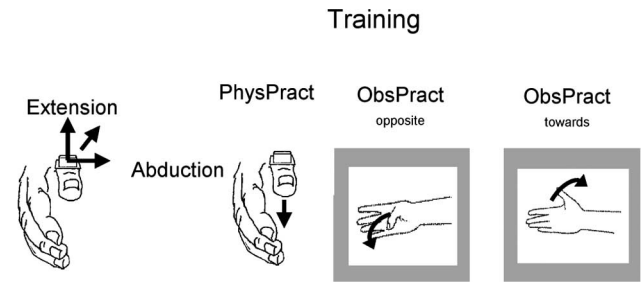 Training
PhysPract
ObsPract
opposite
ObsPract
towards
Extension
Abduction